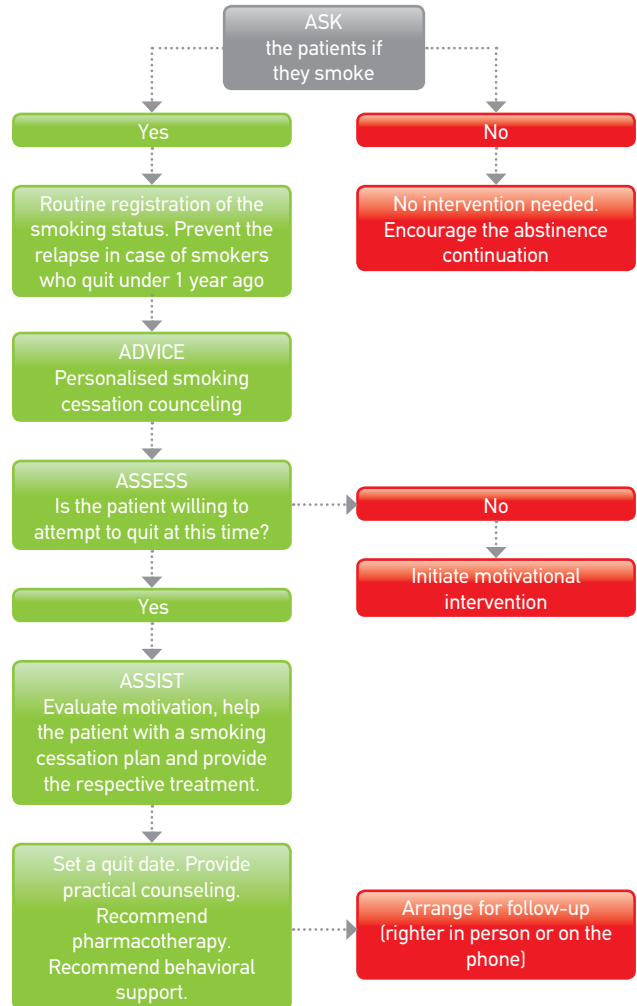 ASK
the patients if
they smoke
Yes
No
Routine registration of the
smoking status. Prevent the
relapse in case of smokers
who quit under 1 year ago
No intervention needed.
Encourage the abstinence
continuation
ADVICE
Personalised smoking
cessation counceling
ASSESS
Is the patient willing to
attempt to quit at this time?
No
Initiate motivational
intervention
Yes
ASSIST
Evaluate motivation, help
the patient with a smoking
cessation plan and provide
the respective treatment.
Set a quit date. Provide
practical counseling.
Recommend
pharmacotherapy.
Recommend behavioral
support.
Arrange for follow-up
(righter in person or on the
phone)